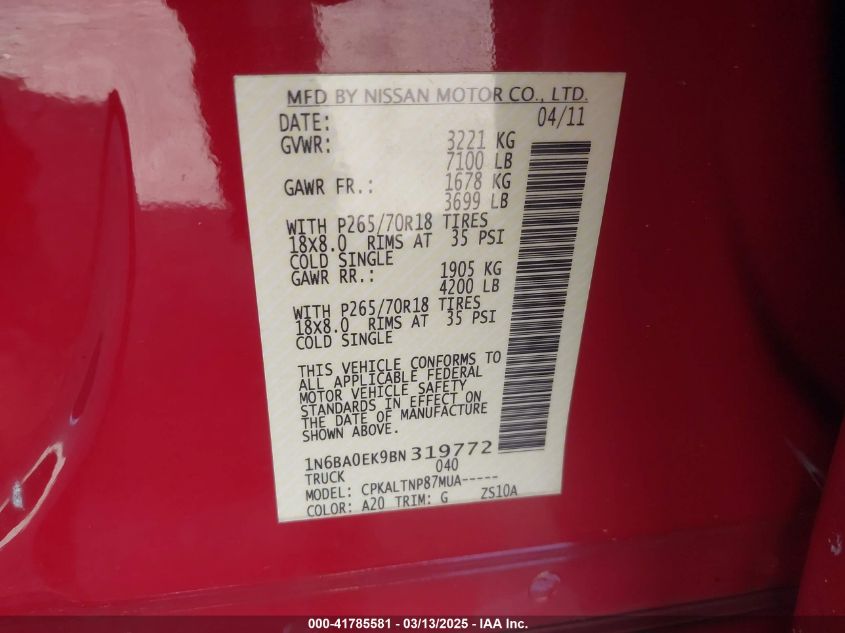 MFD BY NISSAN MOTOR CO., LTD.
DATE: 04/11
GVWR: 3221 KG
7100 LB
GAWR FR.: 1678 KG
3699 LB
WITH P265/70R18 TIRES
18X8.0 RIMS AT 35 PSI
COLD SINGLE
GAWR RR.: 1905 KG
4200 LB
WITH P265/70R18 TIRES
18X8.0 RIMS AT 35 PSI
COLD SINGLE
THIS VEHICLE CONFORMS TO
ALL APPLICABLE FEDERAL
MOTOR VEHICLE SAFETY
STANDARDS IN EFFECT ON
THE DATE OF MANUFACTURE
SHOWN ABOVE.
1N6BA0EK9BN319772
TRUCK 040
MODEL: CPKALTNP87MUA-----
COLOR: A20 TRIM: G ZS10A
000-41785581 - 03/13/2025 - IAA Inc.